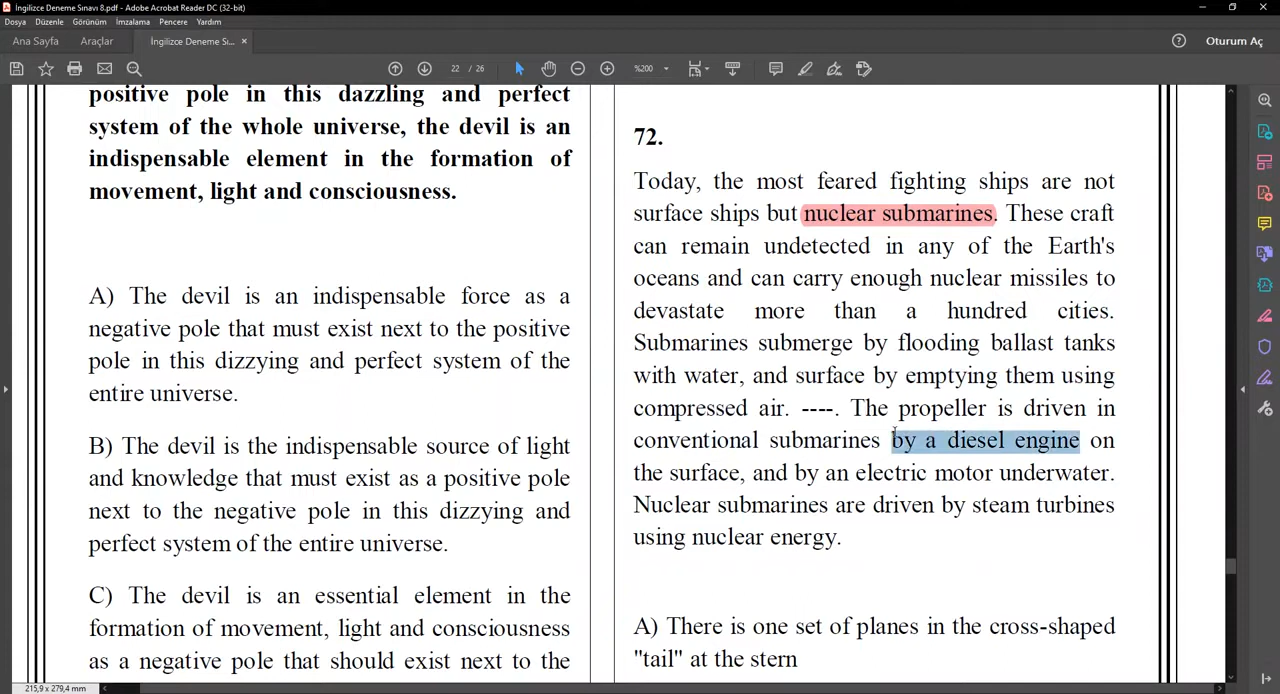 İngilizce Deneme Sınavı 8.pdf - Adobe Acrobat Reader DC (32-bit)
Dosya Düzenle Görünüm İmzalama Pencere Yardım
Ana Sayfa Araçlar İngilizce Deneme Sı... × Oturum Aç
22 / 26 %200
positive pole in this dazzling and perfect
system of the whole universe, the devil is an
indispensable element in the formation of
movement, light and consciousness.
A) The devil is an indispensable force as a
negative pole that must exist next to the positive
pole in this dizzying and perfect system of the
entire universe.
B) The devil is the indispensable source of light
and knowledge that must exist as a positive pole
next to the negative pole in this dizzying and
perfect system of the entire universe.
C) The devil is an essential element in the
formation of movement, light and consciousness
as a negative pole that should exist next to the
72.
Today, the most feared fighting ships are not
surface ships but nuclear submarines. These craft
can remain undetected in any of the Earth's
oceans and can carry enough nuclear missiles to
devastate more than a hundred cities.
Submarines submerge by flooding ballast tanks
with water, and surface by emptying them using
compressed air. ----. The propeller is driven in
conventional submarines by a diesel engine on
the surface, and by an electric motor underwater.
Nuclear submarines are driven by steam turbines
using nuclear energy.
A) There is one set of planes in the cross-shaped
"tail" at the stern
215,9 x 279,4 mm